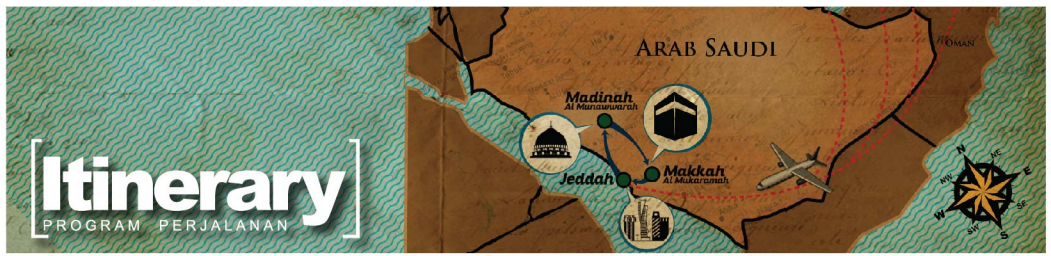 Itinerary
PROGRAM PERJALANAN
ARAB SAUDI
OMAN
Madinah
Al Munawwarah
Makkah
Al Mukaramah
Jeddah
N
NE
E
SE
S
SW
W
NW